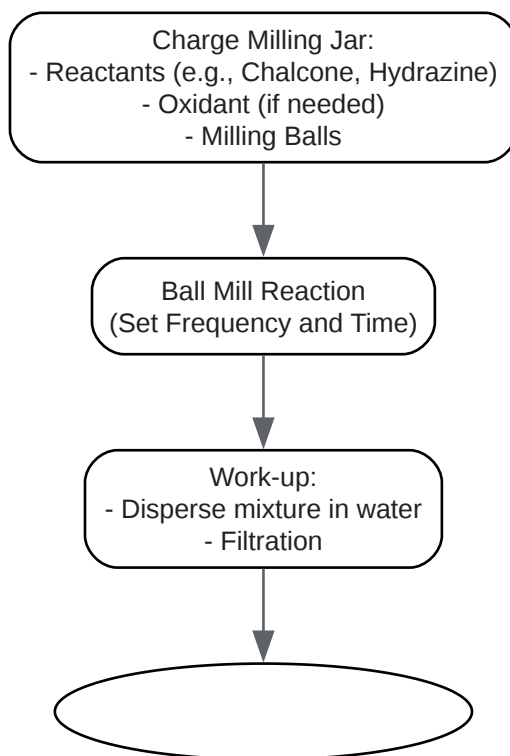 Charge Milling Jar:
- Reactants (e.g., Chalcone, Hydrazine)
- Oxidant (if needed)
- Milling Balls
Ball Mill Reaction
(Set Frequency and Time)
Work-up:
- Disperse mixture in water
- Filtration